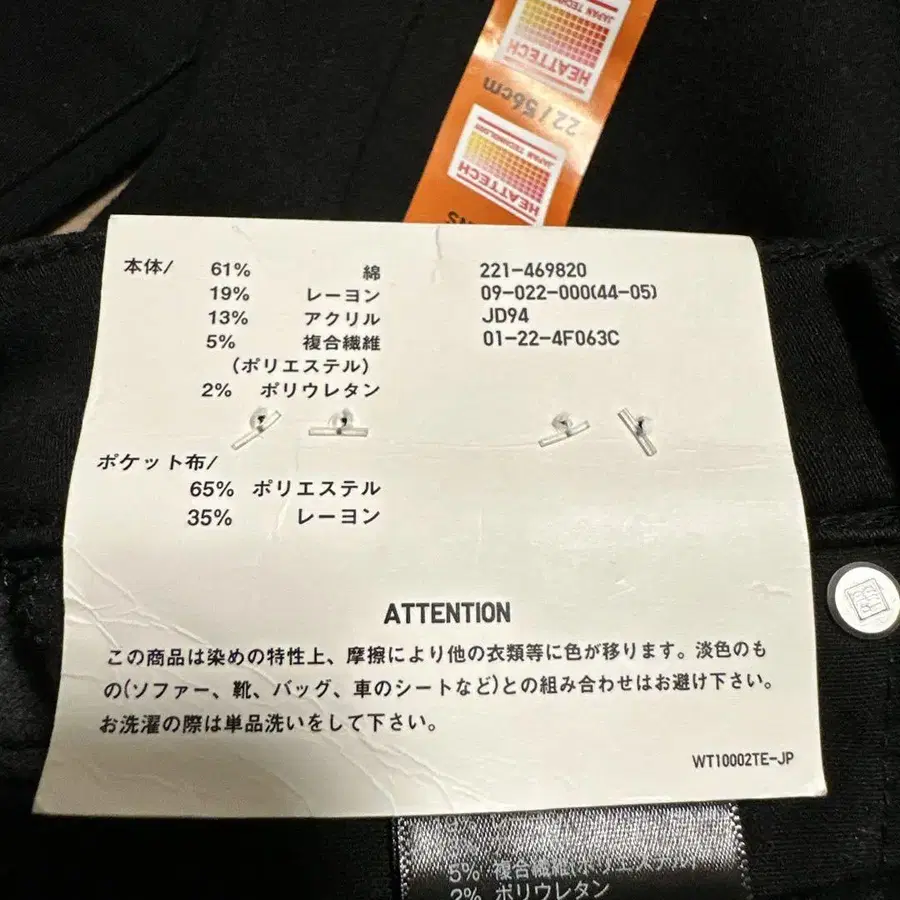 JAPAN TECHNOLOGY
HEATTECH
22/56cm
JAPAN TECHNOLOGY
HEATTECH
本体/ 61% 綿
19% レーヨン
13% アクリル
5% 複合繊維
(ポリエステル)
2% ポリウレタン
221-469820
09-022-000(44-05)
JD94
01-22-4F063C
ポケット布/
65% ポリエステル
35% レーヨン
ATTENTION
この商品は染めの特性上、摩擦により他の衣類等に色が移ります。淡色のも
の(ソファー、靴、バッグ、車のシートなど)との組み合わせはお避け下さい。
お洗濯の際は単品洗いをして下さい。
WT10002TE-JP
5% 複合繊維(ポリエステル)
2% ポリウレタン